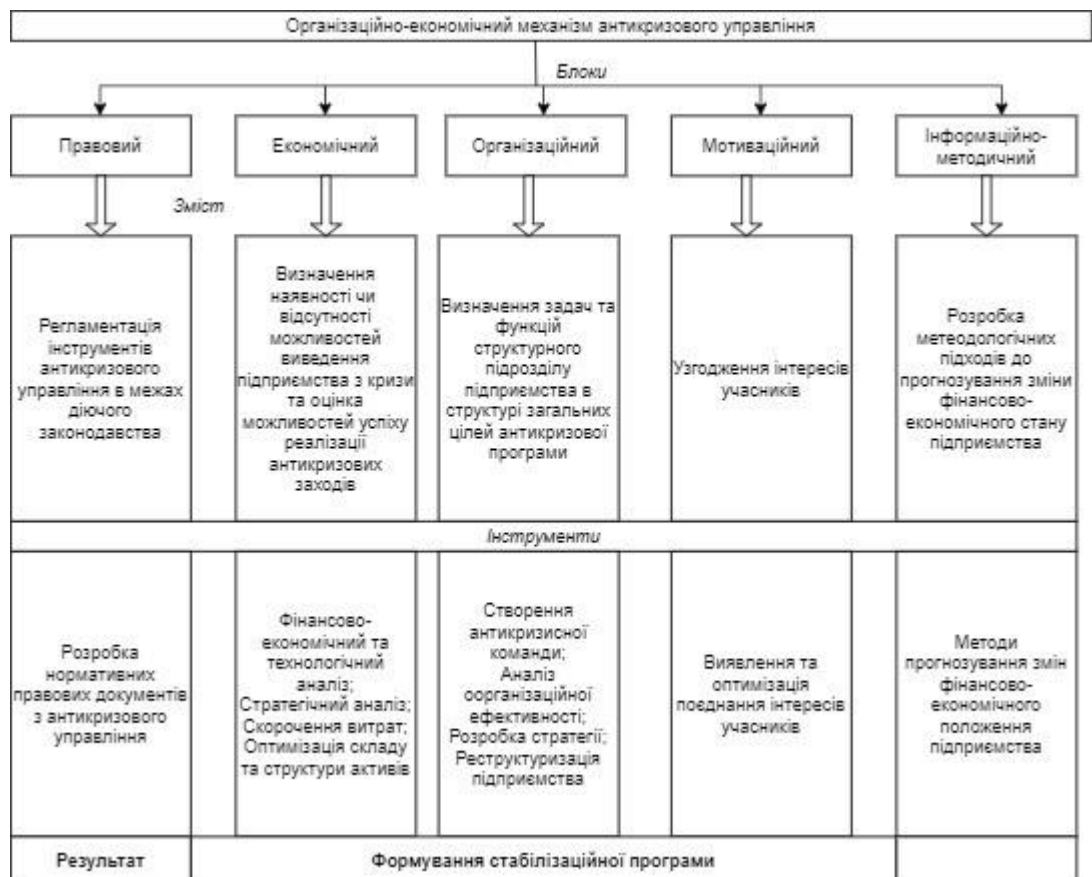 Організаційно-економічний механізм антикризового управління
Блоки
Правовий
Економічний
Організаційний
Мотиваційний
Інформаційно-
методичний
Зміст
Регламентація
інструментів
антикризового
управління в межах
діючого
законодавства
Визначення
наявності чи
відсутності
можливостей
виведення
підприємства з кризи
та оцінка
можливостей успіху
реалізації
антикризових
заходів
Визначення задач та
функцій
структурного
підрозділу
підприємства в
структурі загальних
цілей антикризової
програми
Узгодження інтересів
учасників
Розробка
метеодологічних
підходів до
прогнозування зміни
фінансово-
економічного стану
підприємства
Інструменти
Розробка
нормативних
правових документів
з антикризового
управління
Фінансово-
економічний та
технологічний
аналіз;
Стратегічний аналіз;
Скорочення витрат;
Оптимізація складу
та структури активів
Створення
антикризисної
команди;
Аналіз
оорганізаційної
ефективності;
Розробка стратегії;
Реструктуризація
підприємства
Виявлення та
оптимізація
поєднання інтересів
учасників
Методи
прогнозування змін
фінансово-
економічного
положення
підприємства
Результат
Формування стабілізаційної програми